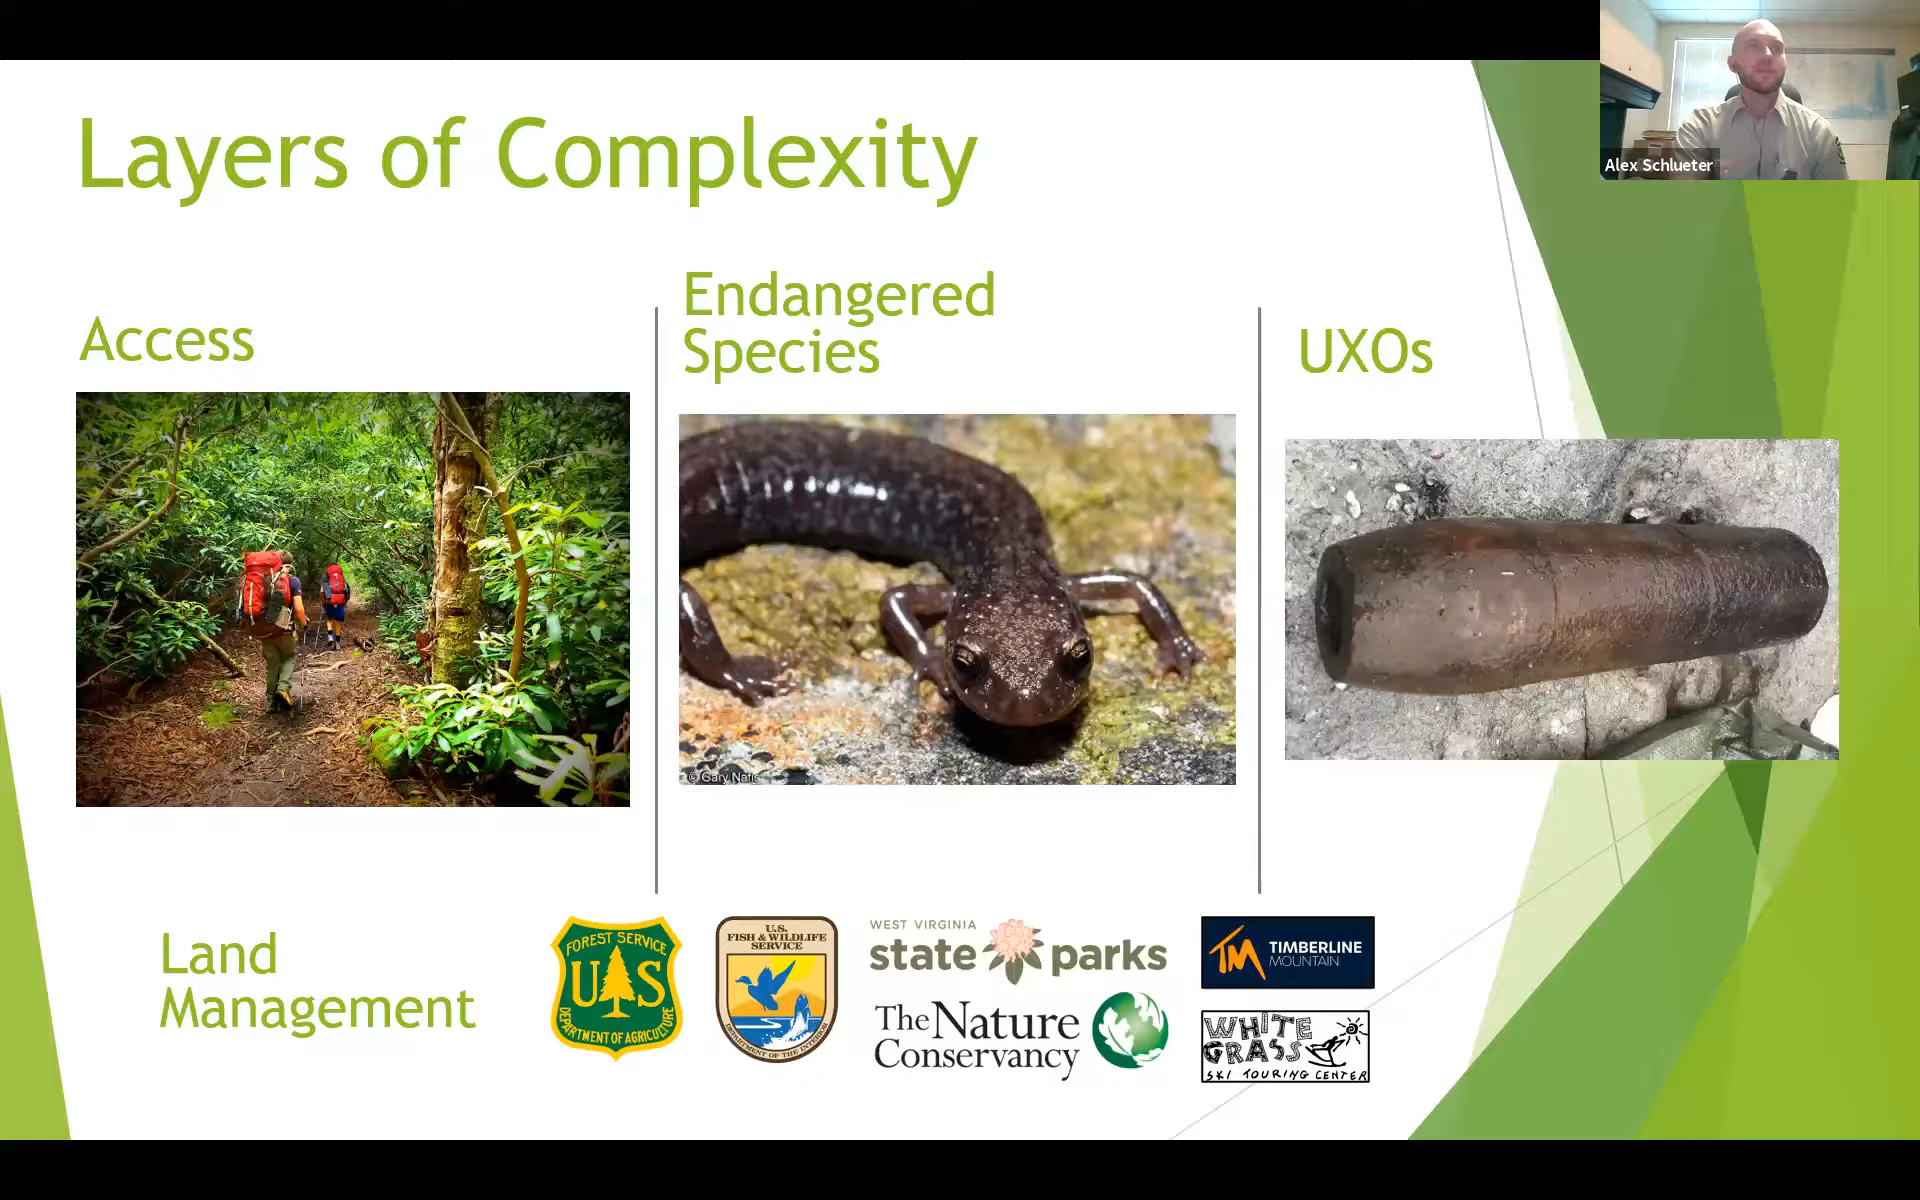 Alex Schlueter
Layers of Complexity
Access
Endangered
Species
UXOs
© Gary Nafis
Land
Management
FOREST SERVICE
U S
DEPARTMENT OF AGRICULTURE
U.S.
FISH & WILDLIFE
SERVICE
DEPARTMENT OF THE INTERIOR
WEST VIRGINIA
state parks
The Nature
Conservancy
TM TIMBERLINE
MOUNTAIN
WHITE
GRASS
SKI TOURING CENTER